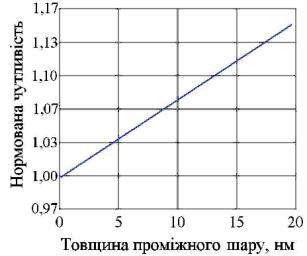 Нормована чутливість
1,17
1,13
1,10
1,07
1,03
1,00
0,97
0 5 10 15 20
Товщина проміжного шару, нм